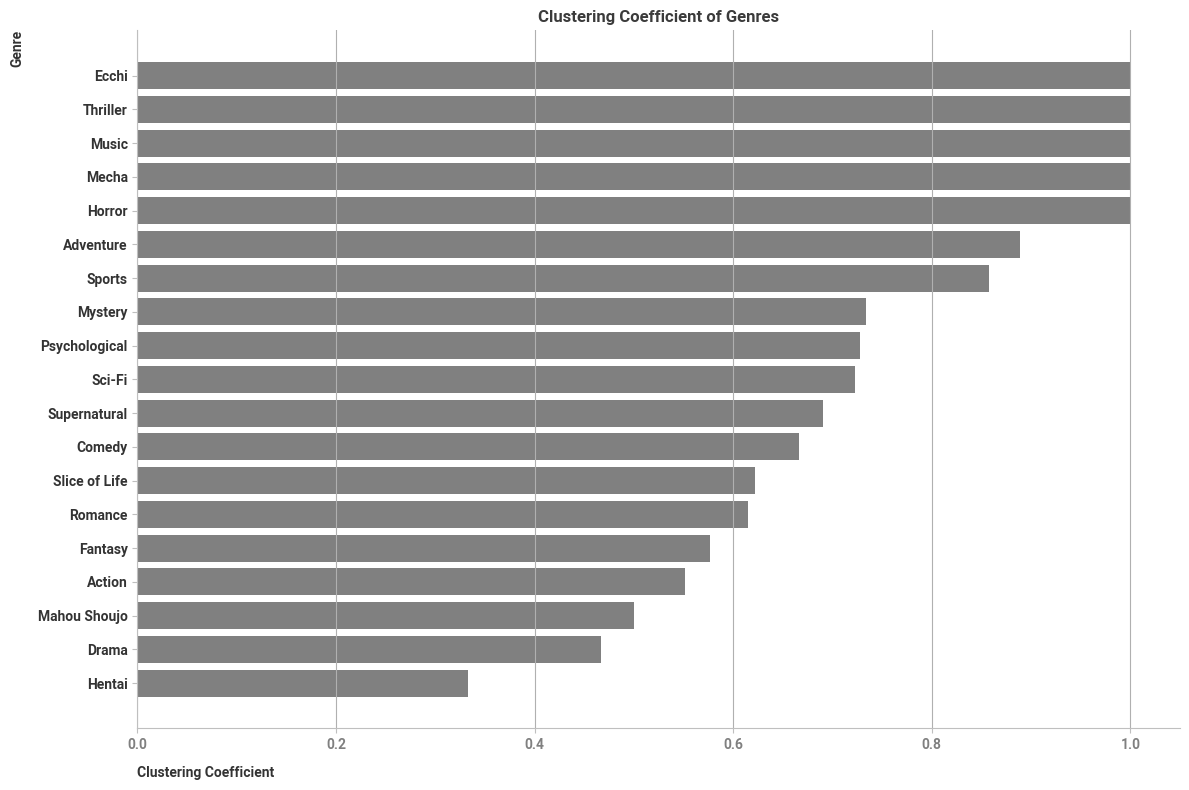 Clustering Coefficient of Genres
Genre
Ecchi
Thriller
Music
Mecha
Horror
Adventure
Sports
Mystery
Psychological
Sci-Fi
Supernatural
Comedy
Slice of Life
Romance
Fantasy
Action
Mahou Shoujo
Drama
Hentai
0.0 0.2 0.4 0.6 0.8 1.0
Clustering Coefficient